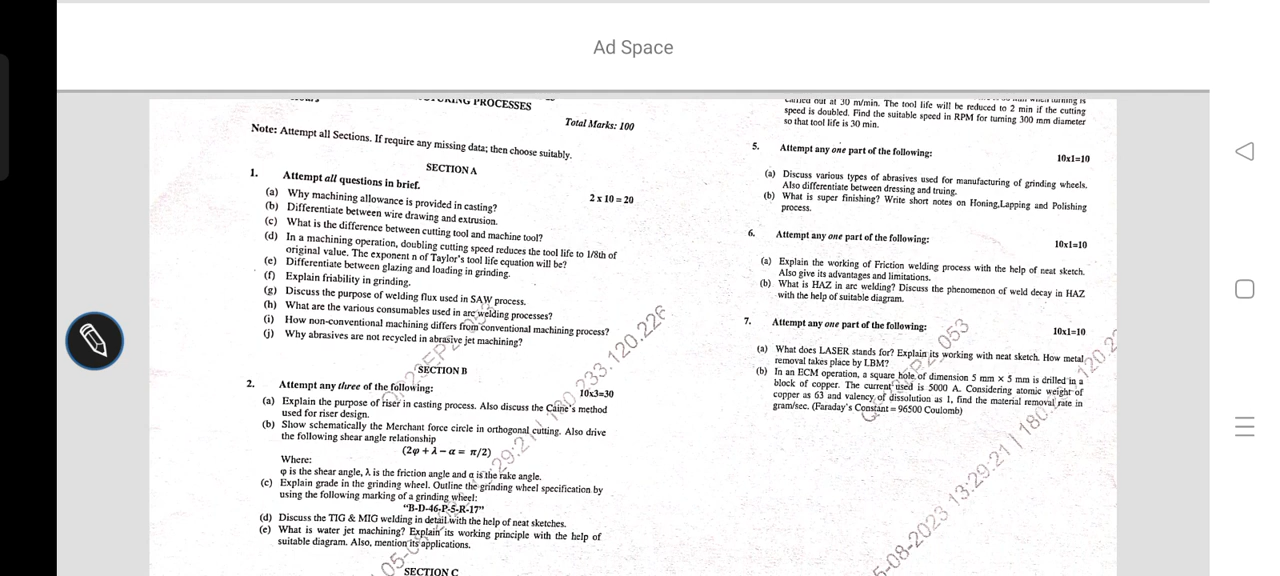 Ad Space
PROCESSES
Total Marks: 100
Note: Attempt all Sections. If require any missing data; then choose suitably.
SECTION A
1. Attempt all questions in brief.
2 x 10 = 20
(a) Why machining allowance is provided in casting?
(b) Differentiate between wire drawing and extrusion.
(c) What is the difference between cutting tool and machine tool?
(d) In a machining operation, doubling cutting speed reduces the tool life to 1/8th of
original value. The exponent n of Taylor's tool life equation will be?
(e) Differentiate between glazing and loading in grinding.
(f) Explain friability in grinding.
(g) Discuss the purpose of welding flux used in SAW process.
(h) What are the various consumables used in arc welding processes?
(i) How non-conventional machining differs from conventional machining process?
(j) Why abrasives are not recycled in abrasive jet machining?
SECTION B
2. Attempt any three of the following:
10x3=30
(a) Explain the purpose of riser in casting process. Also discuss the Caine's method
used for riser design.
(b) Show schematically the Merchant force circle in orthogonal cutting. Also drive
the following shear angle relationship
(2φ + λ − α = π/2)
Where:
φ is the shear angle, λ is the friction angle and α is the rake angle.
(c) Explain grade in the grinding wheel. Outline the grinding wheel specification by
using the following marking of a grinding wheel:
"B-D-46-P-5-R-17"
(d) Discuss the TIG & MIG welding in detail with the help of neat sketches.
(e) What is water jet machining? Explain its working principle with the help of
suitable diagram. Also, mention its applications.
SECTION C
turning is
carried out at 30 m/min. The tool life will be reduced to 2 min if the cutting
speed is doubled. Find the suitable speed in RPM for turning 300 mm diameter
so that tool life is 30 min.
5. Attempt any one part of the following:
10x1=10
(a) Discuss various types of abrasives used for manufacturing of grinding wheels.
Also differentiate between dressing and truing.
(b) What is super finishing? Write short notes on Honing,Lapping and Polishing
process.
6. Attempt any one part of the following:
10x1=10
(a) Explain the working of Friction welding process with the help of neat sketch.
Also give its advantages and limitations.
(b) What is HAZ in arc welding? Discuss the phenomenon of weld decay in HAZ
with the help of suitable diagram.
7. Attempt any one part of the following:
10x1=10
(a) What does LASER stands for? Explain its working with neat sketch. How metal
removal takes place by LBM?
(b) In an ECM operation, a square hole of dimension 5 mm × 5 mm is drilled in a
block of copper. The current used is 5000 A. Considering atomic weight of
copper as 63 and valency of dissolution as 1, find the material removal rate in
gram/sec. (Faraday's Constant = 96500 Coulomb)
05-08-2023 13:29:21 | 180.2